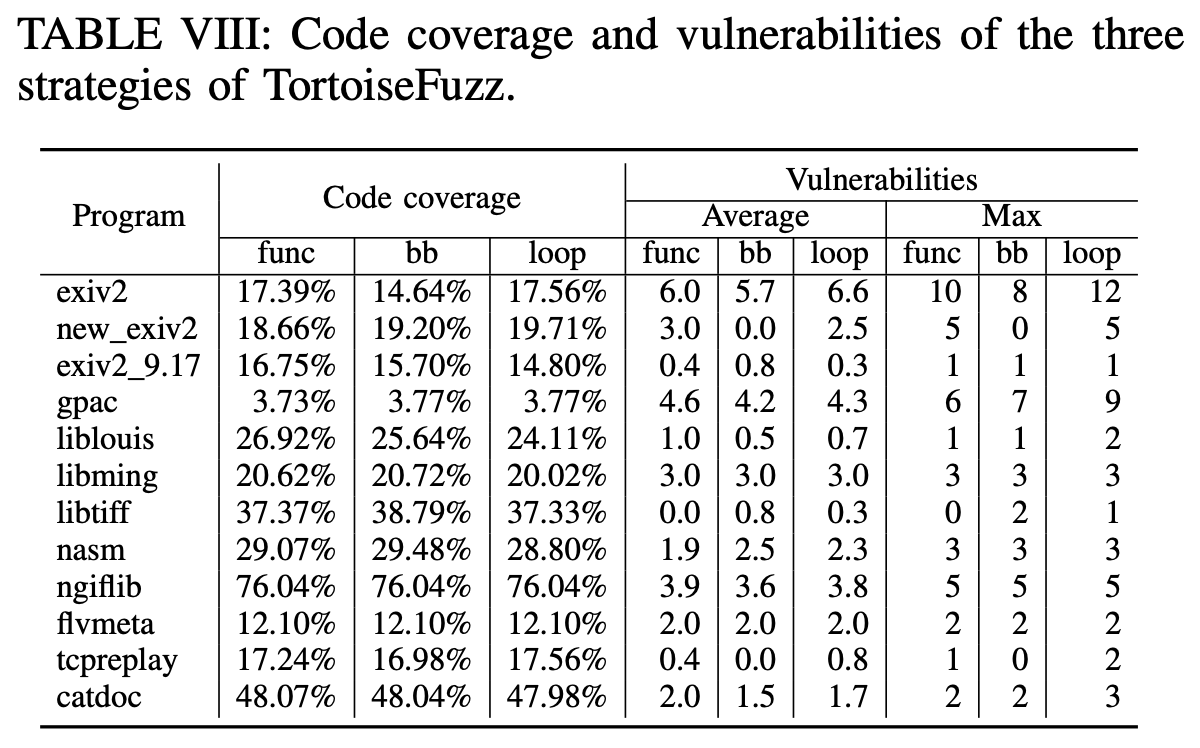 TABLE VIII: Code coverage and vulnerabilities of the three
strategies of TortoiseFuzz.
Program Code coverage Vulnerabilities
Average Max
func bb loop func bb loop func bb loop
exiv2 17.39% 14.64% 17.56% 6.0 5.7 6.6 10 8 12
new_exiv2 18.66% 19.20% 19.71% 3.0 0.0 2.5 5 0 5
exiv2_9.17 16.75% 15.70% 14.80% 0.4 0.8 0.3 1 1 1
gpac 3.73% 3.77% 3.77% 4.6 4.2 4.3 6 7 9
liblouis 26.92% 25.64% 24.11% 1.0 0.5 0.7 1 1 2
libming 20.62% 20.72% 20.02% 3.0 3.0 3.0 3 3 3
libtiff 37.37% 38.79% 37.33% 0.0 0.8 0.3 0 2 1
nasm 29.07% 29.48% 28.80% 1.9 2.5 2.3 3 3 3
ngiflib 76.04% 76.04% 76.04% 3.9 3.6 3.8 5 5 5
flvmeta 12.10% 12.10% 12.10% 2.0 2.0 2.0 2 2 2
tcpreplay 17.24% 16.98% 17.56% 0.4 0.0 0.8 1 0 2
catdoc 48.07% 48.04% 47.98% 2.0 1.5 1.7 2 2 3